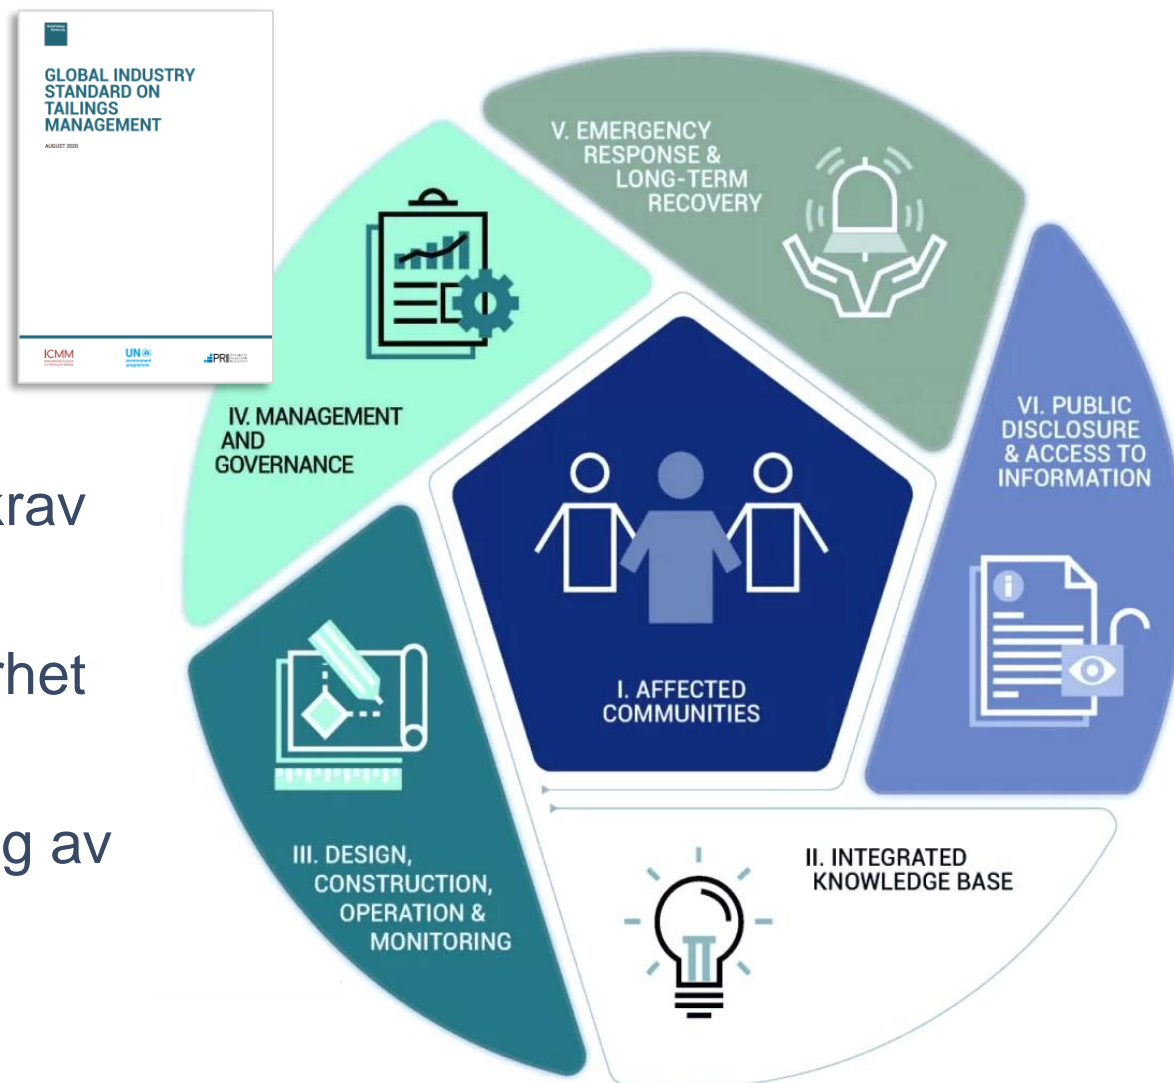 GLOBAL INDUSTRY
STANDARD ON
TAILINGS
MANAGEMENT
AUGUST 2020
ICMM
UN
environment
programme
PRI
krav
rhet
g av
V. EMERGENCY
RESPONSE &
LONG-TERM
RECOVERY
IV. MANAGEMENT
AND
GOVERNANCE
VI. PUBLIC
DISCLOSURE
& ACCESS TO
INFORMATION
I. AFFECTED
COMMUNITIES
III. DESIGN,
CONSTRUCTION,
OPERATION &
MONITORING
II. INTEGRATED
KNOWLEDGE BASE